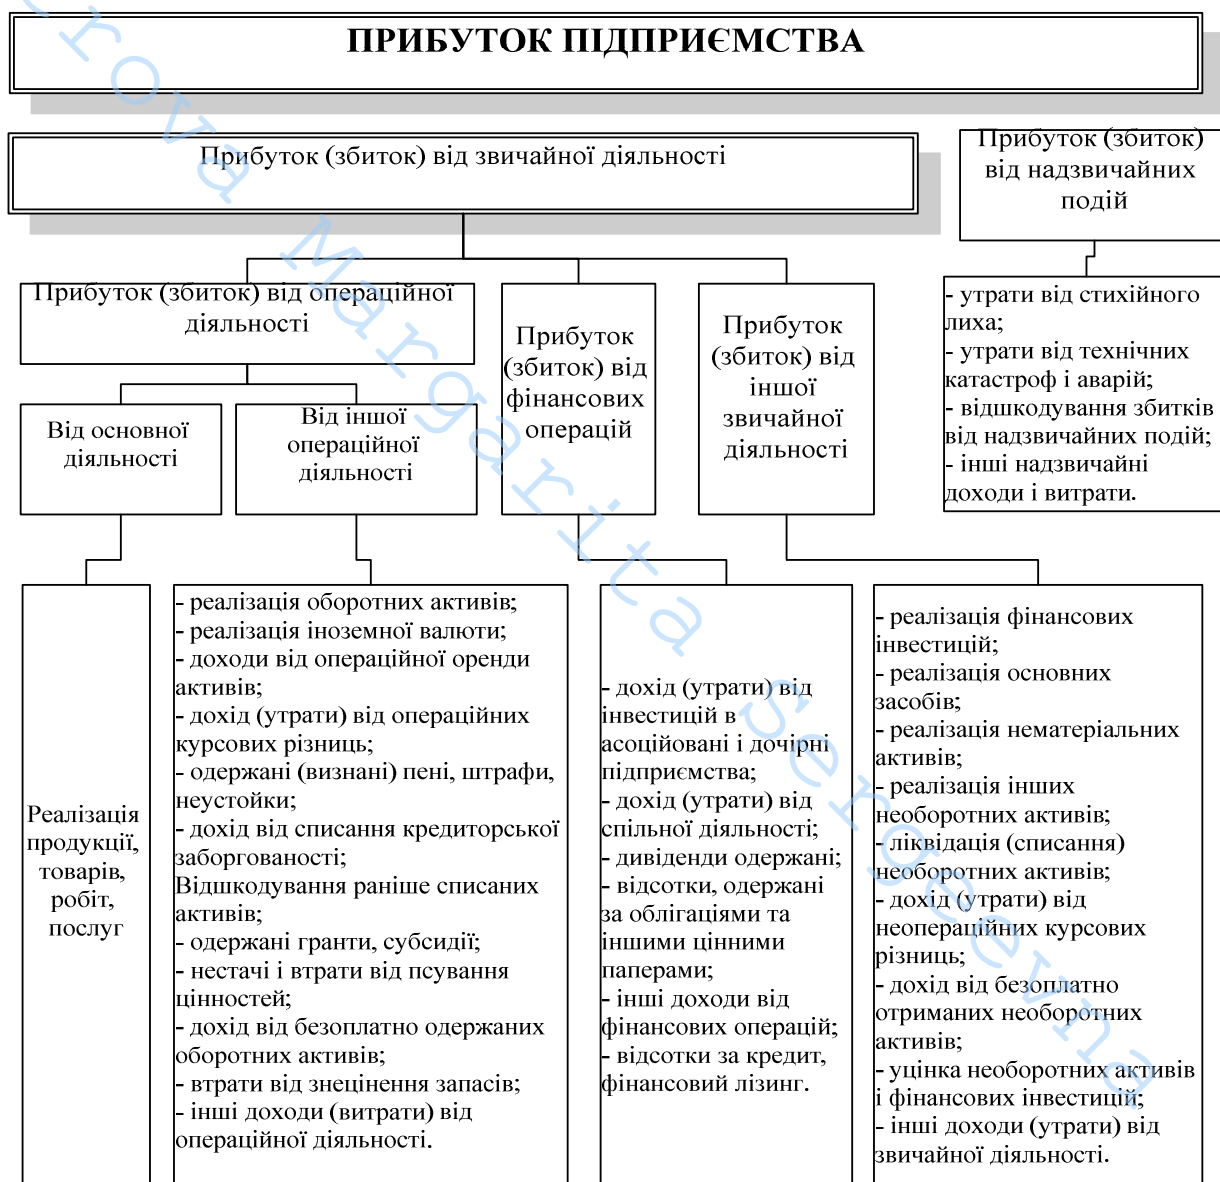 ПРИБУТОК ПІДПРИЄМСТВА
Прибуток (збиток) від звичайної діяльності
Прибуток (збиток)
від надзвичайних
подій
Прибуток (збиток) від операційної
діяльності
Прибуток
(збиток) від
фінансових
операцій
Прибуток
(збиток) від
іншої
звичайної
діяльності
- утрати від стихійного
лиха;
- утрати від технічних
катастроф і аварій;
- відшкодування збитків
від надзвичайних подій;
- інші надзвичайні
доходи і витрати.
Від основної
діяльності
Від іншої
операційної
діяльності
Реалізація
продукції,
товарів,
робіт,
послуг
- реалізація оборотних активів;
- реалізація іноземної валюти;
- доходи від операційної оренди
активів;
- дохід (утрати) від операційних
курсових різниць;
- одержані (визнані) пені, штрафи,
неустойки;
- дохід від списання кредиторської
заборгованості;
Відшкодування раніше списаних
активів;
- одержані гранти, субсидії;
- нестачі і втрати від псування
цінностей;
- дохід від безоплатно одержаних
оборотних активів;
- втрати від знецінення запасів;
- інші доходи (витрати) від
операційної діяльності.
- дохід (утрати) від
інвестицій в
асоційовані і дочірні
підприємства;
- дохід (утрати) від
спільної діяльності;
- дивіденди одержані;
- відсотки, одержані
за облігаціями та
іншими цінними
паперами;
- інші доходи від
фінансових операцій;
- відсотки за кредит,
фінансовий лізинг.
- реалізація фінансових
інвестицій;
- реалізація основних
засобів;
- реалізація нематеріальних
активів;
- реалізація інших
необоротних активів;
- ліквідація (списання)
необоротних активів;
- дохід (утрати) від
неопераційних курсових
різниць;
- дохід від безоплатно
отриманих необоротних
активів;
- уцінка необоротних активів
і фінансових інвестицій;
- інші доходи (утрати) від
звичайної діяльності.
rova Margarita Sergeevna